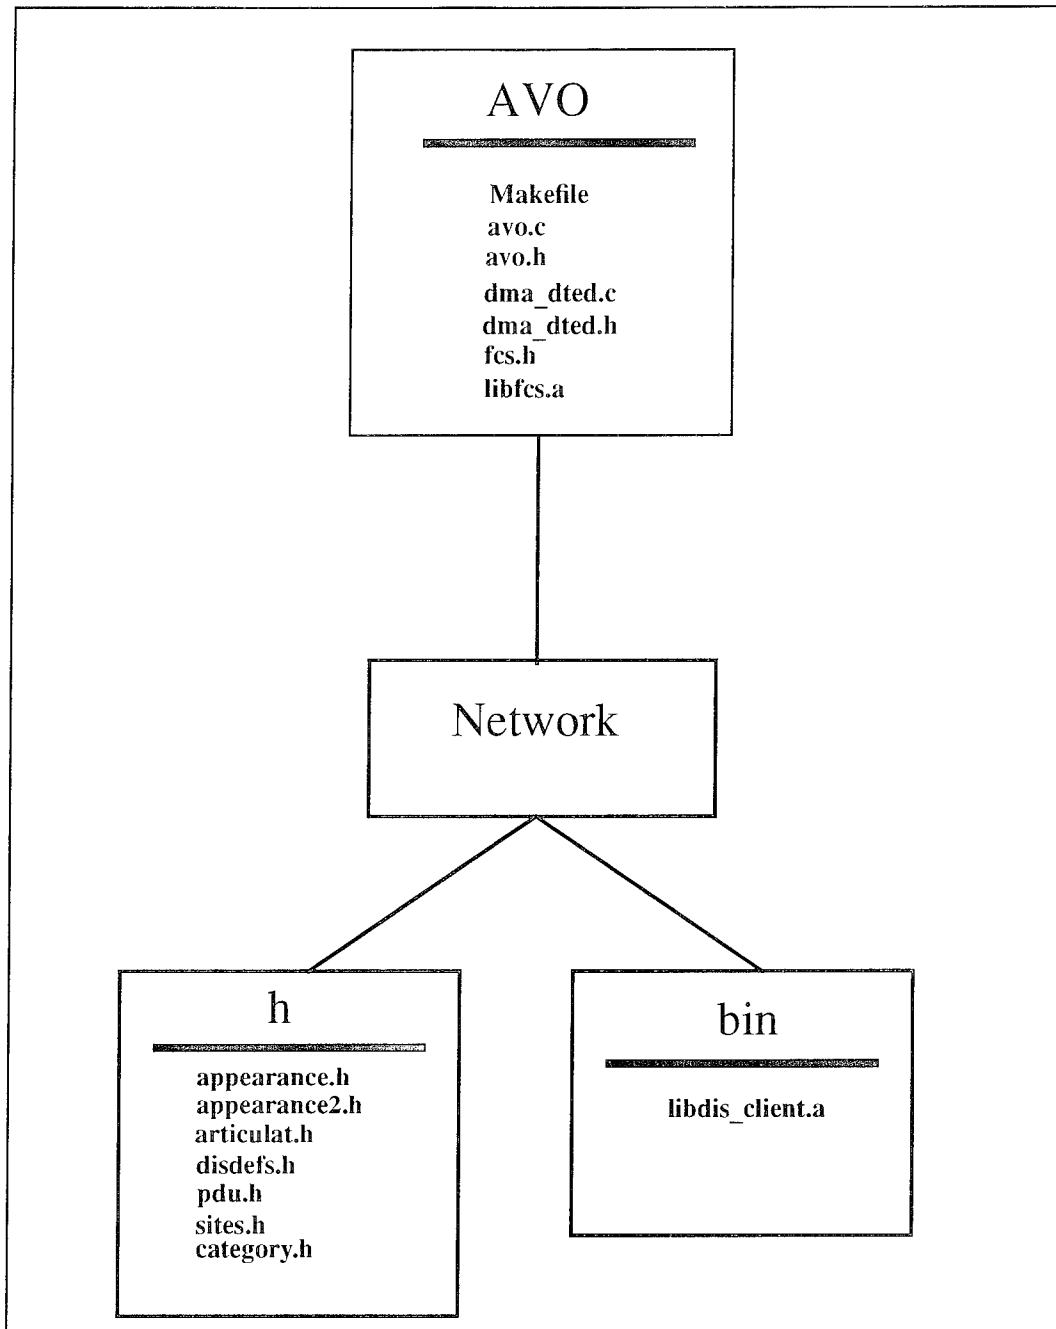 AVO
Makefile
avo.c
avo.h
dma_dted.c
dma_dted.h
fcs.h
libfcs.a
Network
h
appearance.h
appearance2.h
articulat.h
disdefs.h
pdu.h
sites.h
category.h
bin
libdis_client.a